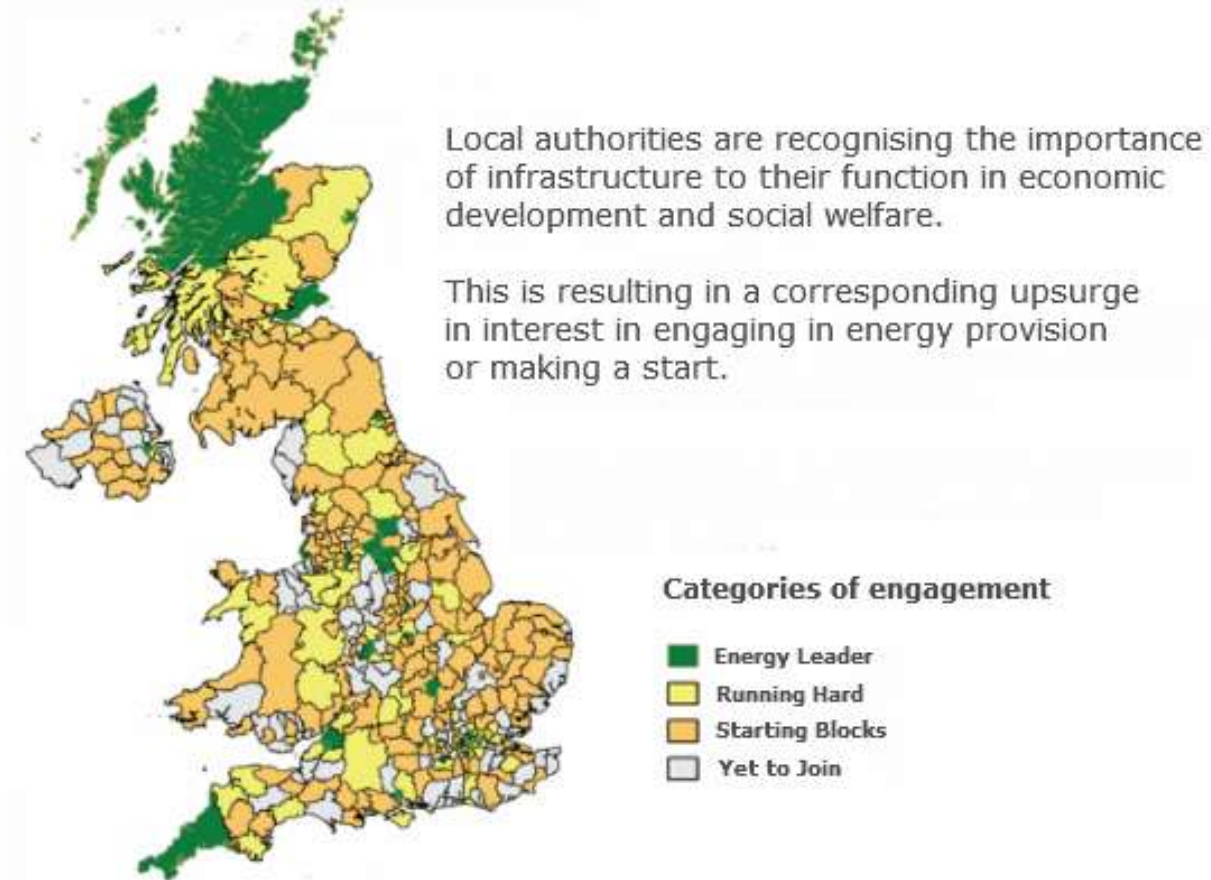 Local authorities are recognising the importance
of infrastructure to their function in economic
development and social welfare.
This is resulting in a corresponding upsurge
in interest in engaging in energy provision
or making a start.
Categories of engagement
Energy Leader
Running Hard
Starting Blocks
Yet to Join